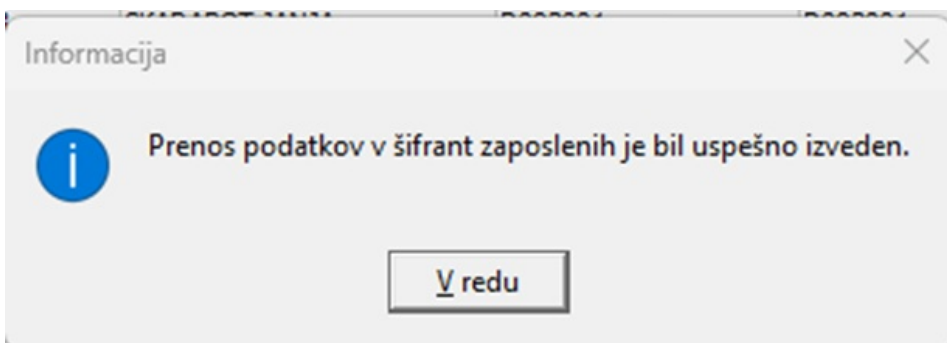 Informacija
Prenos podatkov v šifrant zaposlenih je bil uspešno izveden.
V redu